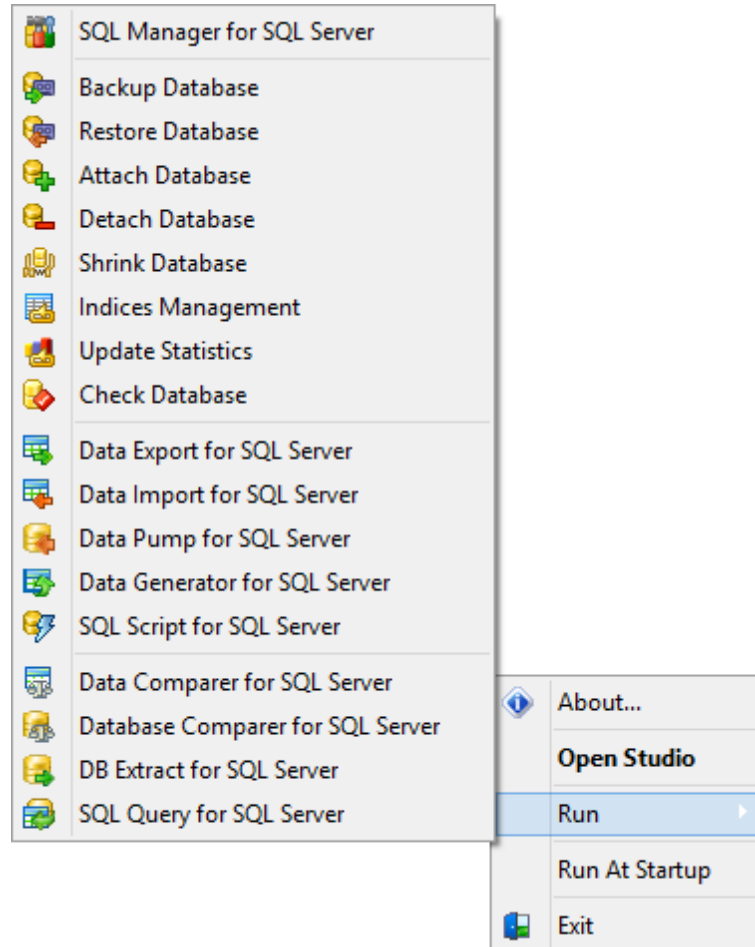 SQL Manager for SQL Server
Backup Database
Restore Database
Attach Database
Detach Database
Shrink Database
Indices Management
Update Statistics
Check Database
Data Export for SQL Server
Data Import for SQL Server
Data Pump for SQL Server
Data Generator for SQL Server
SQL Script for SQL Server
Data Comparer for SQL Server
Database Comparer for SQL Server
DB Extract for SQL Server
SQL Query for SQL Server
About...
Open Studio
Run
Run At Startup
Exit